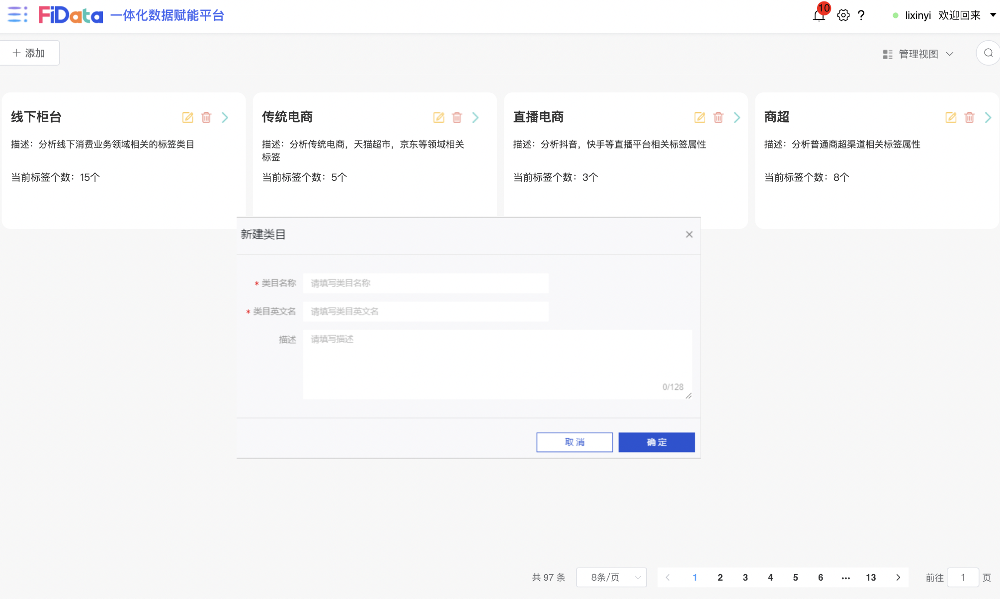 FiData 一体化数据赋能平台
10
?
lixinyi 欢迎回来
添加
管理视图
线下柜台
描述：分析线下消费业务领域相关的标签类目
当前标签个数：15个
传统电商
描述：分析传统电商，天猫超市，京东等领域相关
标签
当前标签个数：5个
直播电商
描述：分析抖音，快手等直播平台相关标签属性
当前标签个数：3个
商超
描述：分析普通商超渠道相关标签属性
当前标签个数：8个
新建类目
* 类目名称 请填写类目名称
* 类目英文名 请填写类目英文名
描述 请填写描述
0/128
取消 确定
共 97 条 8条/页 1 2 3 4 5 6 ··· 13 前往 1 页